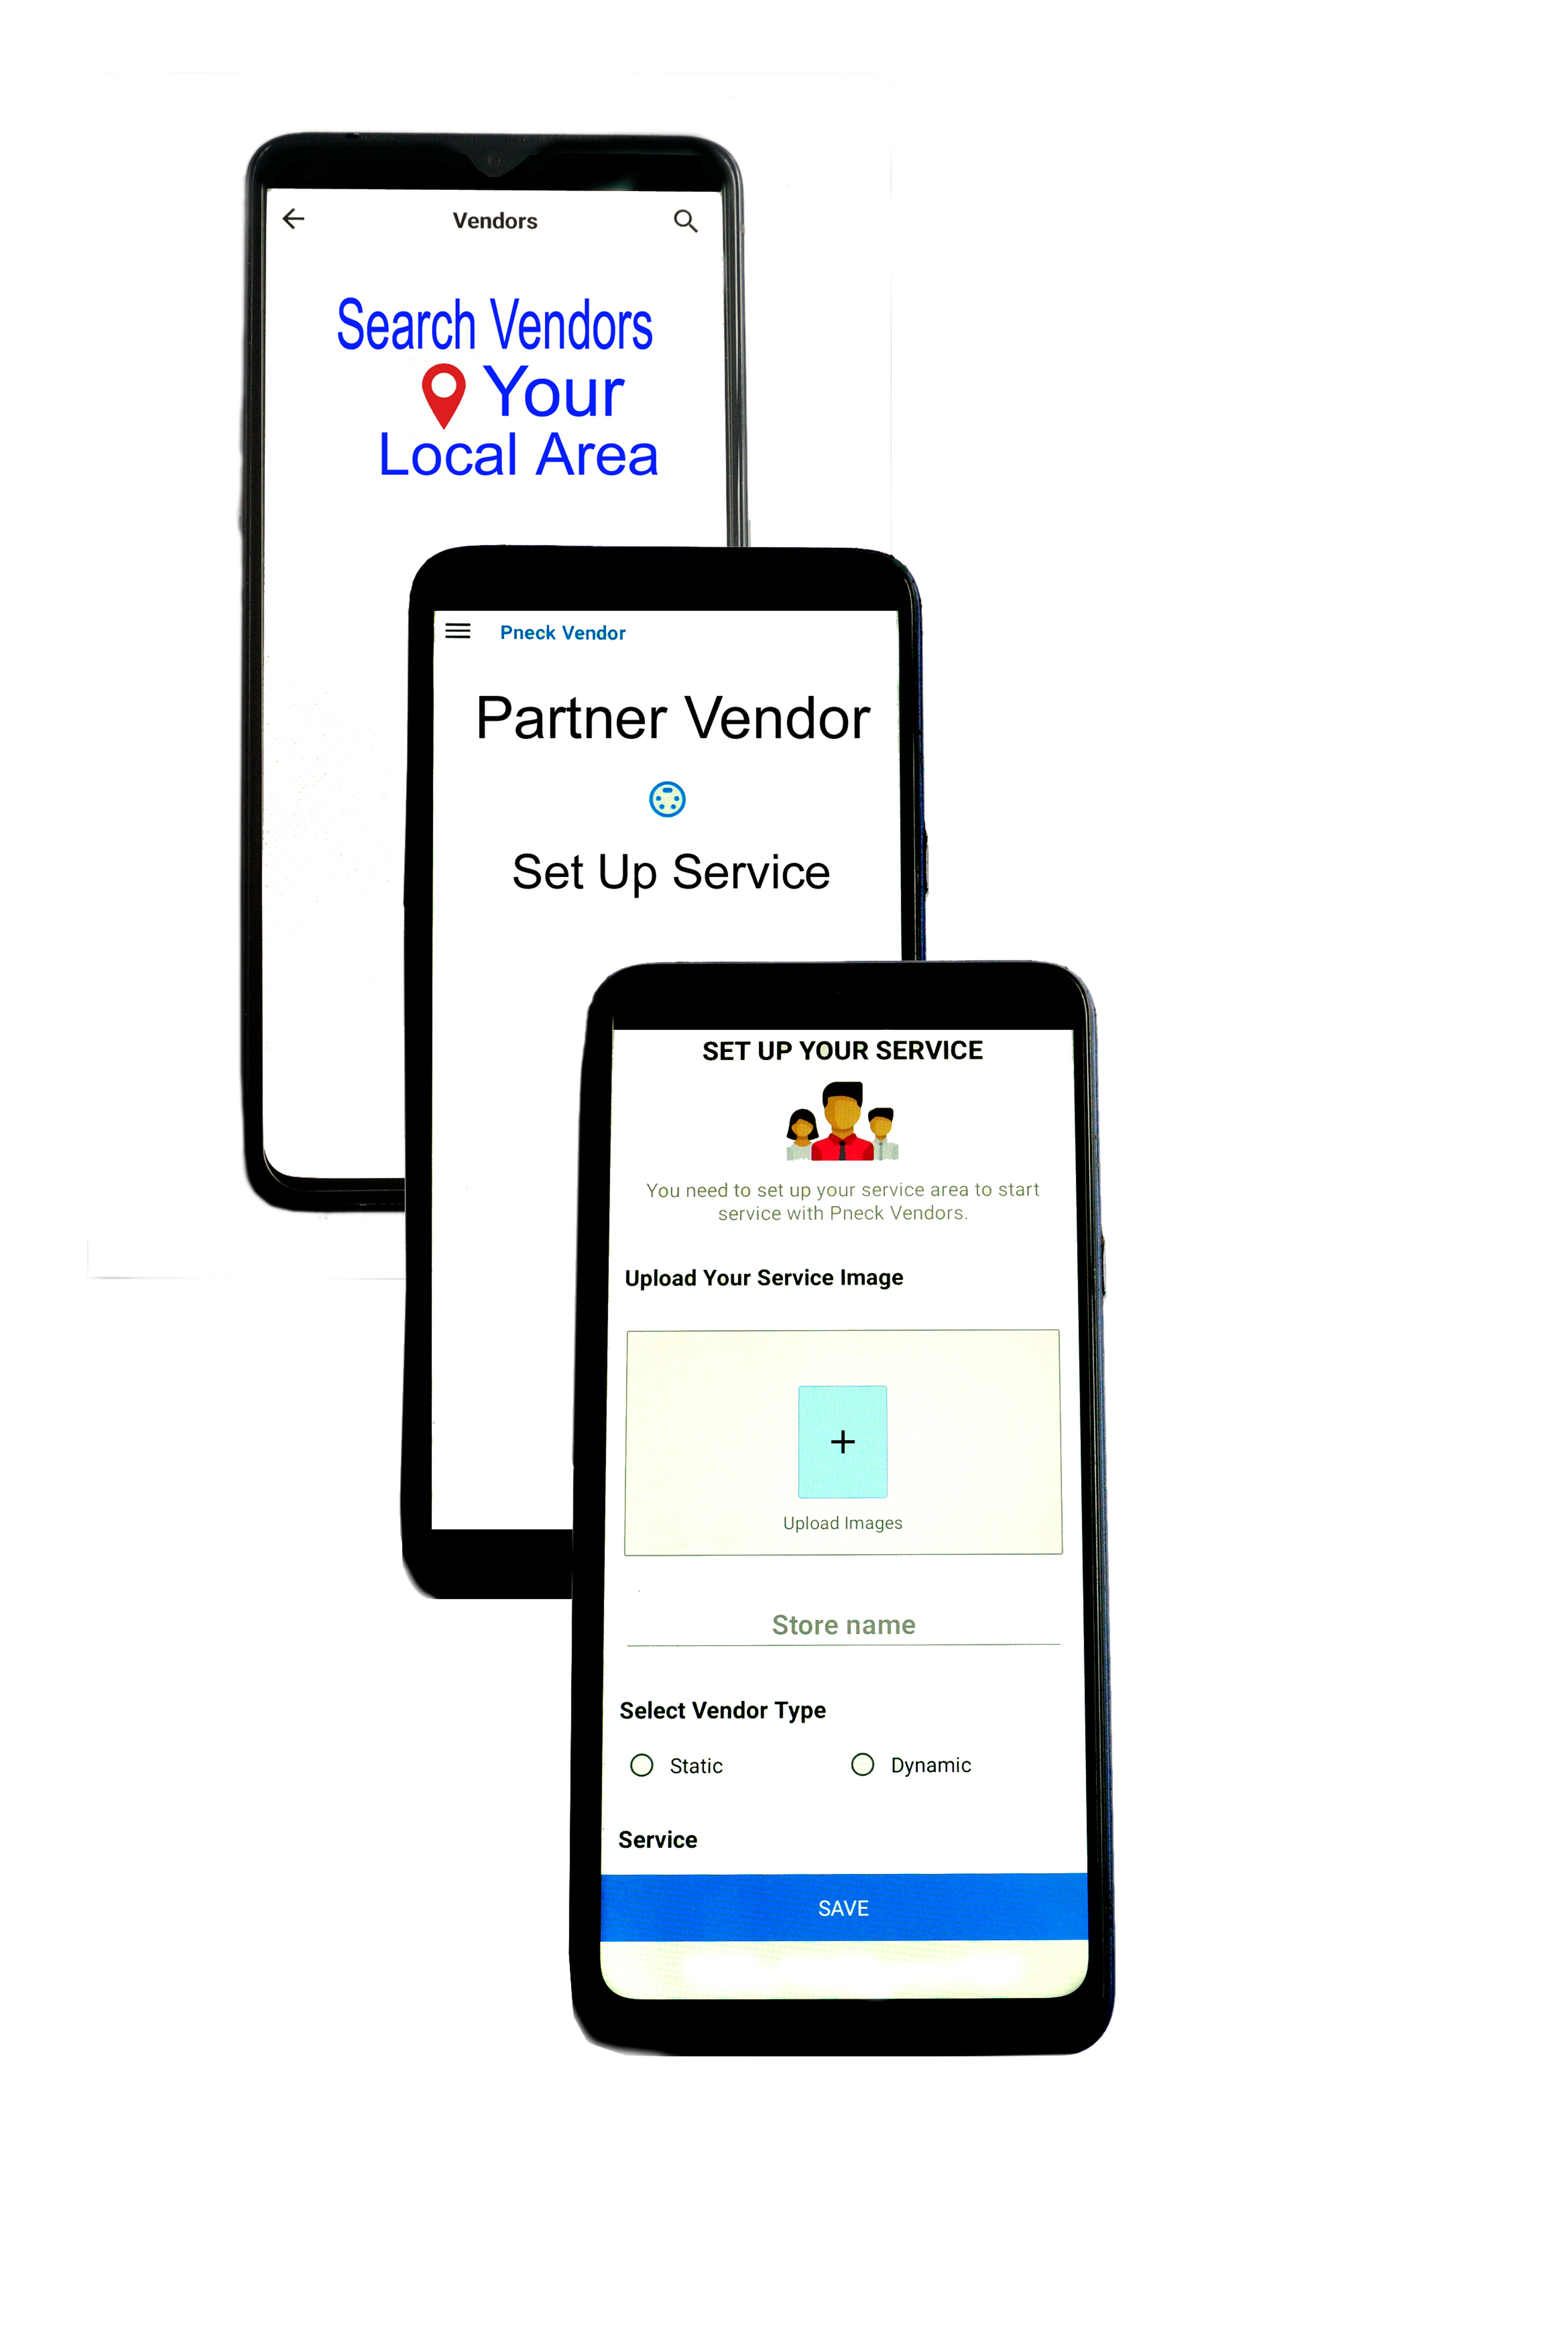 Vendors
Search Vendors
Your
Local Area
Pneck Vendor
Partner Vendor
Set Up Service
SET UP YOUR SERVICE
You need to set up your service area to start
service with Pneck Vendors.
Upload Your Service Image
+
Upload Images
Store name
Select Vendor Type
Static
Dynamic
Service
SAVE